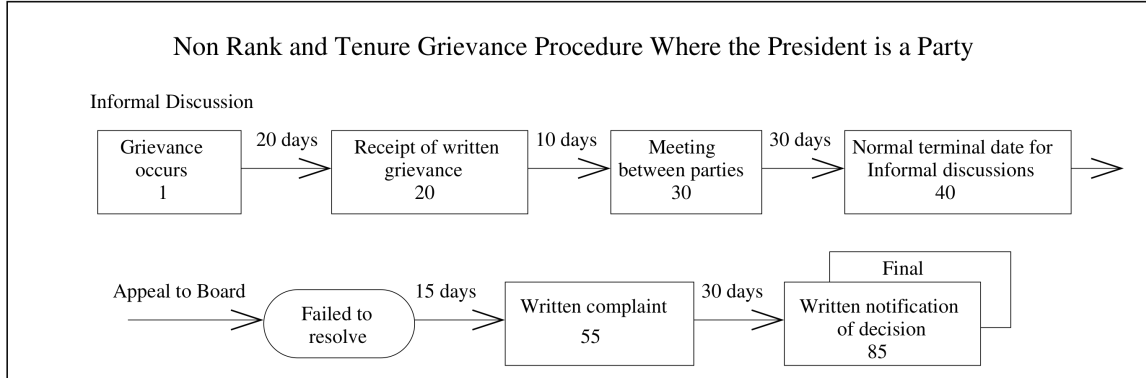 Non Rank and Tenure Grievance Procedure Where the President is a Party
Informal Discussion
Grievance
occurs
1
20 days
Receipt of written
grievance
20
10 days
Meeting
between parties
30
30 days
Normal terminal date for
Informal discussions
40
Appeal to Board
Failed to
resolve
15 days
Written complaint
55
30 days
Final
Written notification
of decision
85